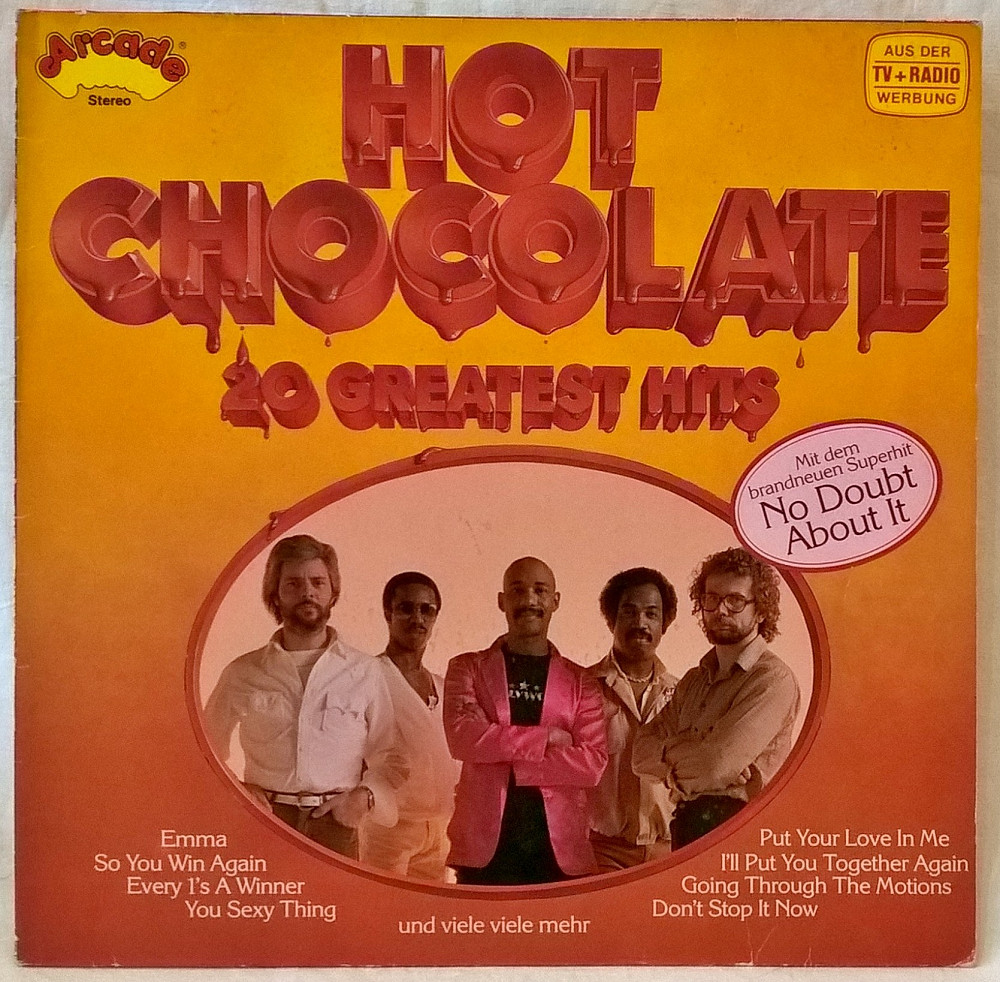 Arcade®
Stereo
AUS DER
TV + RADIO
WERBUNG
HOT
CHOCOLATE
20 GREATEST HITS
Mit dem
brandneuen Superhit
No Doubt
About It
Emma
So You Win Again
Every 1's A Winner
You Sexy Thing
und viele viele mehr
Put Your Love In Me
I'll Put You Together Again
Going Through The Motions
Don't Stop It Now